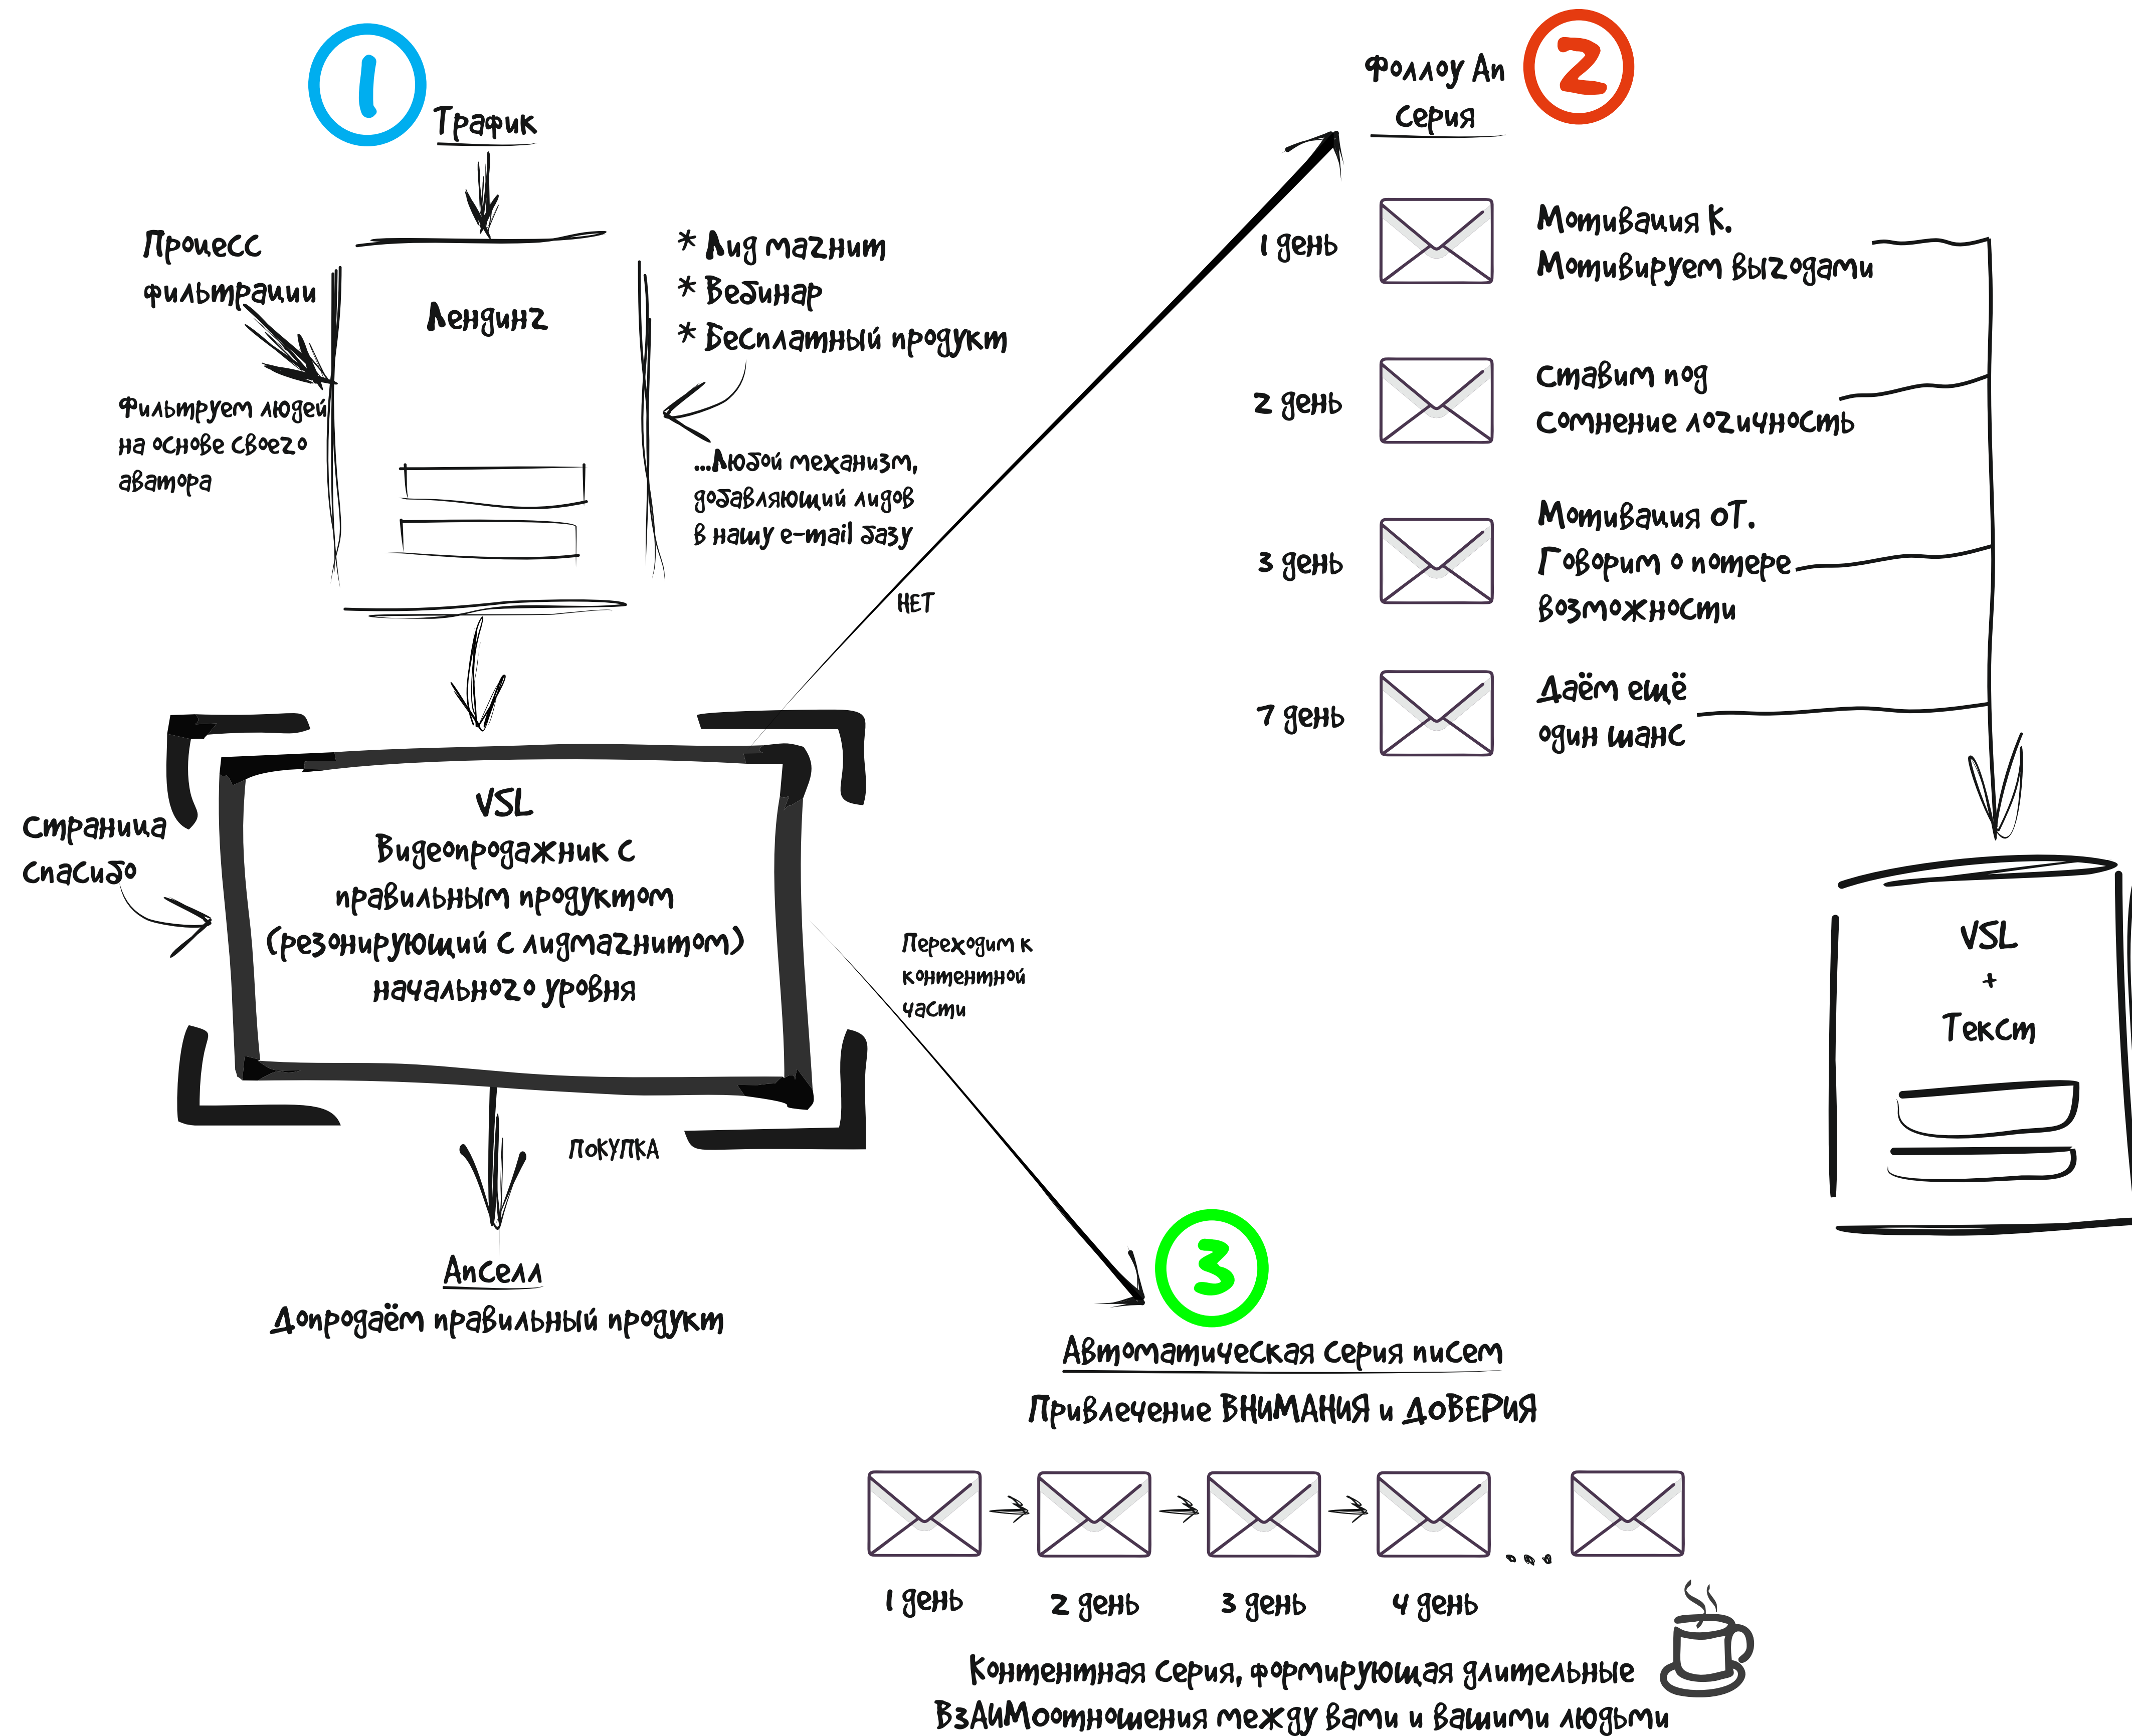 1
Трафик
Процесс
фильтрации
Фильтруем людей
на основе своего
аватора
Лендинг
* Лид магнит
* Вебинар
* Бесплатный продукт
...Любой механизм,
добавляющий лидов
в нашу e-mail базу
НЕТ
Страница
Спасибо
VSL
Видеопродажник с
правильным продуктом
(резонирующий с лидмагнитом)
начального уровня
ПОКУПКА
Апселл
Допродаём правильный продукт
Переходим к
контентной
части
Фоллоу Ап
серия
2
1 день
Мотивация К.
Мотивируем выгодами
2 день
Ставим под
сомнение логичность
3 день
Мотивация оТ.
Говорим о потере
возможности
7 день
Даём ещё
один шанс
VSL
+
Текст
3
Автоматическая серия писем
Привлечение ВНИМАНИЯ и ДОВЕРИЯ
1 день
2 день
3 день
4 день
...
Контентная серия, формирующая длительные
ВзАИМоотношения между вами и вашими людьми